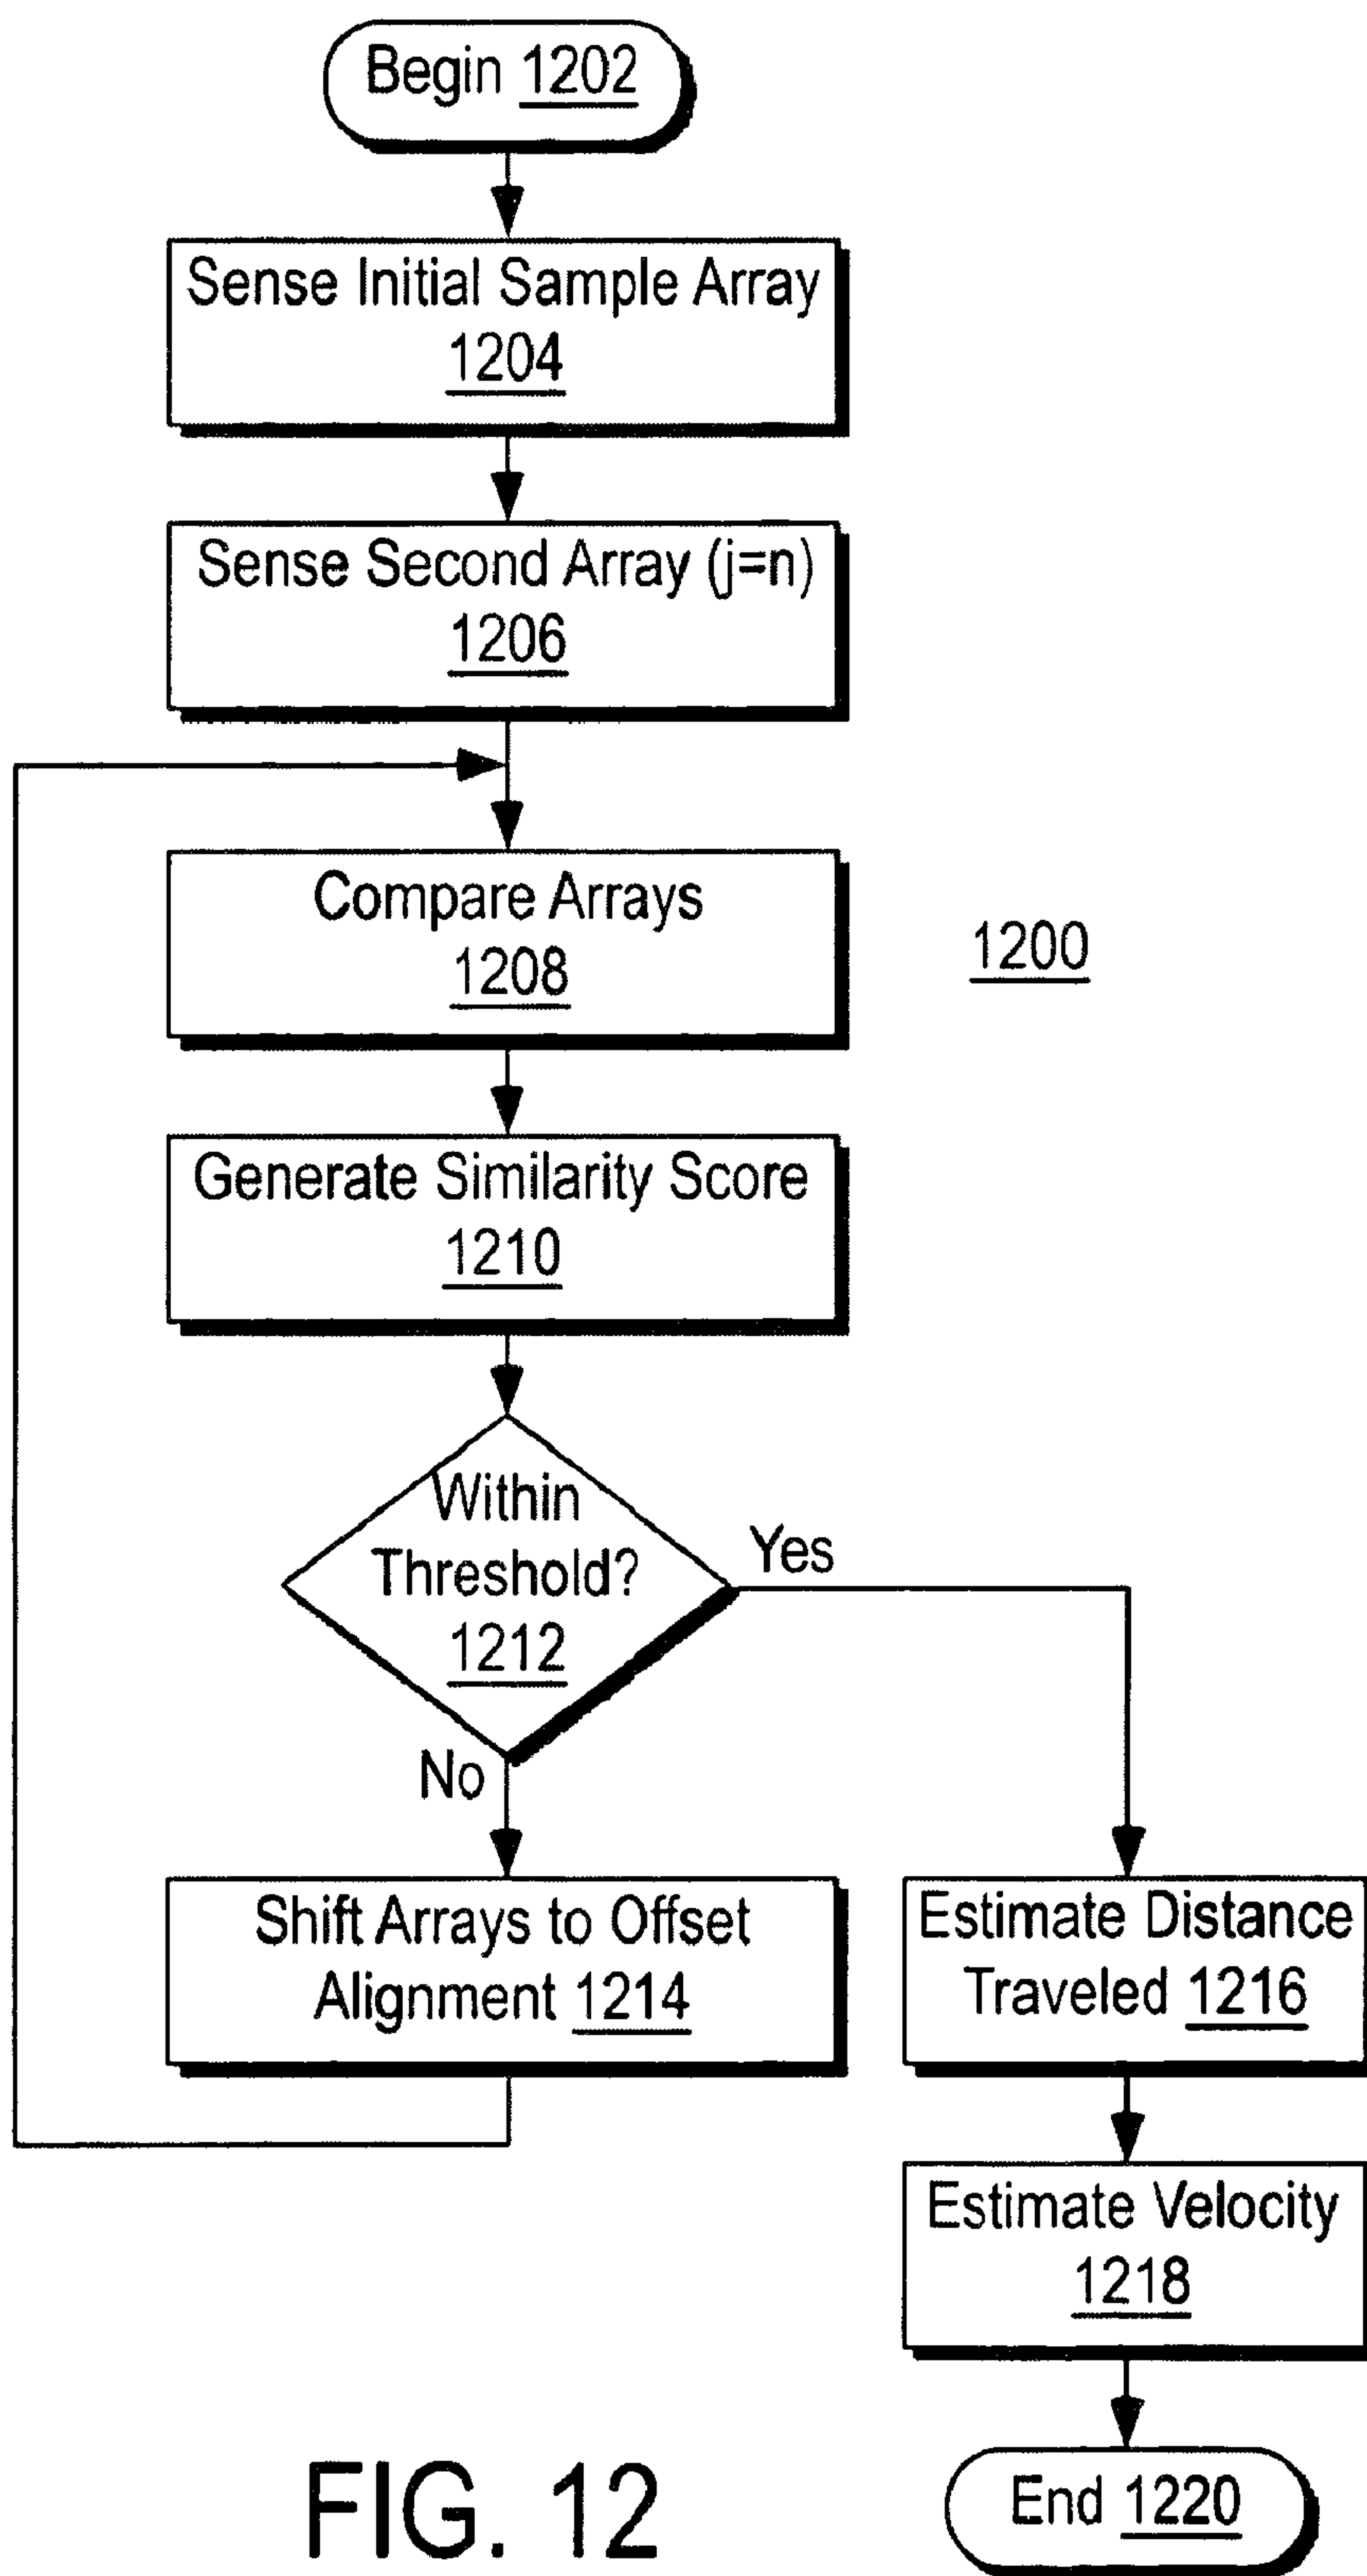 Begin 1202
Sense Initial Sample Array
1204
Sense Second Array (j=n)
1206
Compare Arrays
1208
1200
Generate Similarity Score
1210
Within
Threshold?
1212
Yes
No
Shift Arrays to Offset
Alignment 1214
Estimate Distance
Traveled 1216
Estimate Velocity
1218
End 1220
FIG. 12